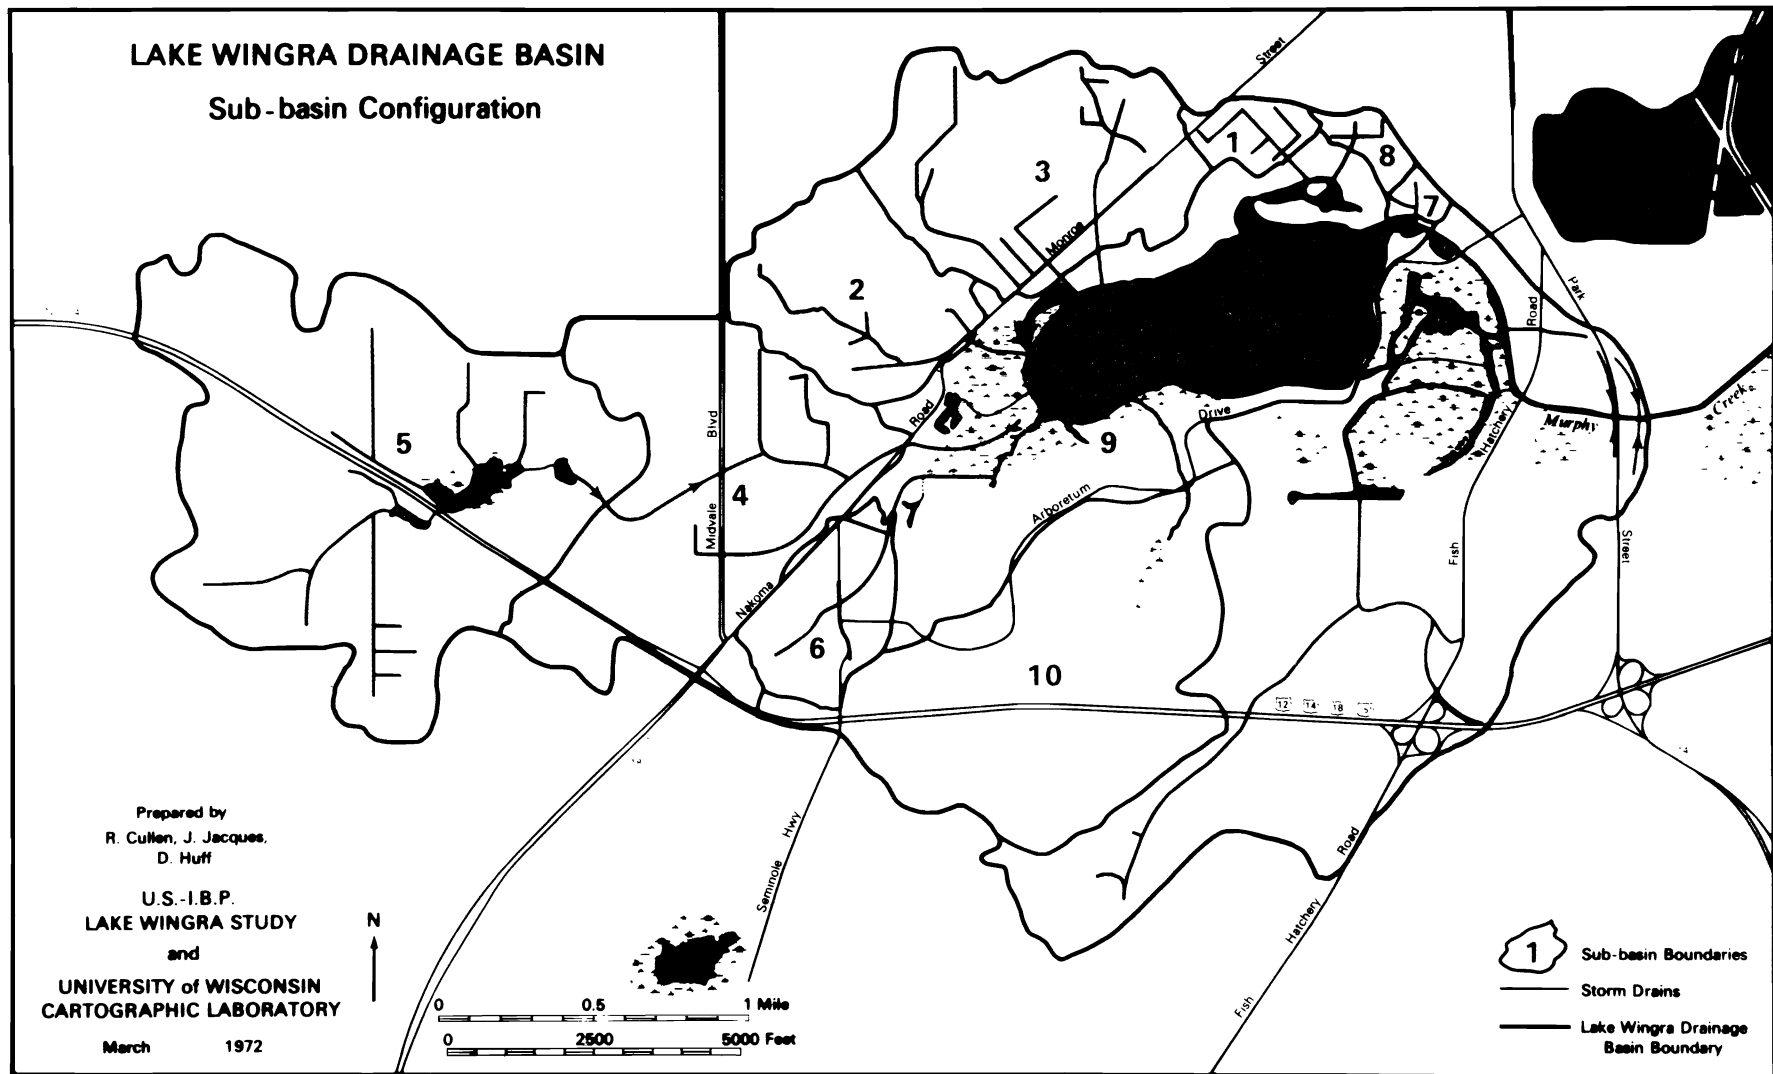 LAKE WINGRA DRAINAGE BASIN
Sub-basin Configuration
Street
1
8
3
7
Monroe
Park
2
Road
Blvd
Road
Drive
Creek
Murphy
5
9
Hatchery
4
Midvale
Arboretum
Fish
Street
Nakoma
6
10
12 14 18
14
18
Prepared by
R. Cullen, J. Jacques,
D. Huff
U.S.-I.B.P.
LAKE WINGRA STUDY
and
UNIVERSITY of WISCONSIN
CARTOGRAPHIC LABORATORY
March 1972
N
Hwy
Seminole
Road
Hatchery
Fish
0 0.5 1 Mile
0 2500 5000 Feet
1 Sub-basin Boundaries
Storm Drains
Lake Wingra Drainage
Basin Boundary